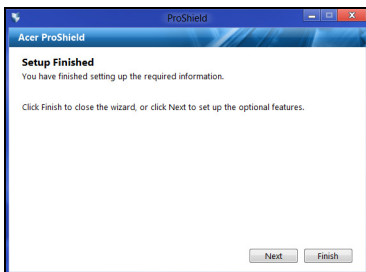 ProShield
Acer ProShield
Setup Finished
You have finished setting up the required information.
Click Finish to close the wizard, or click Next to set up the optional features.
Next Finish